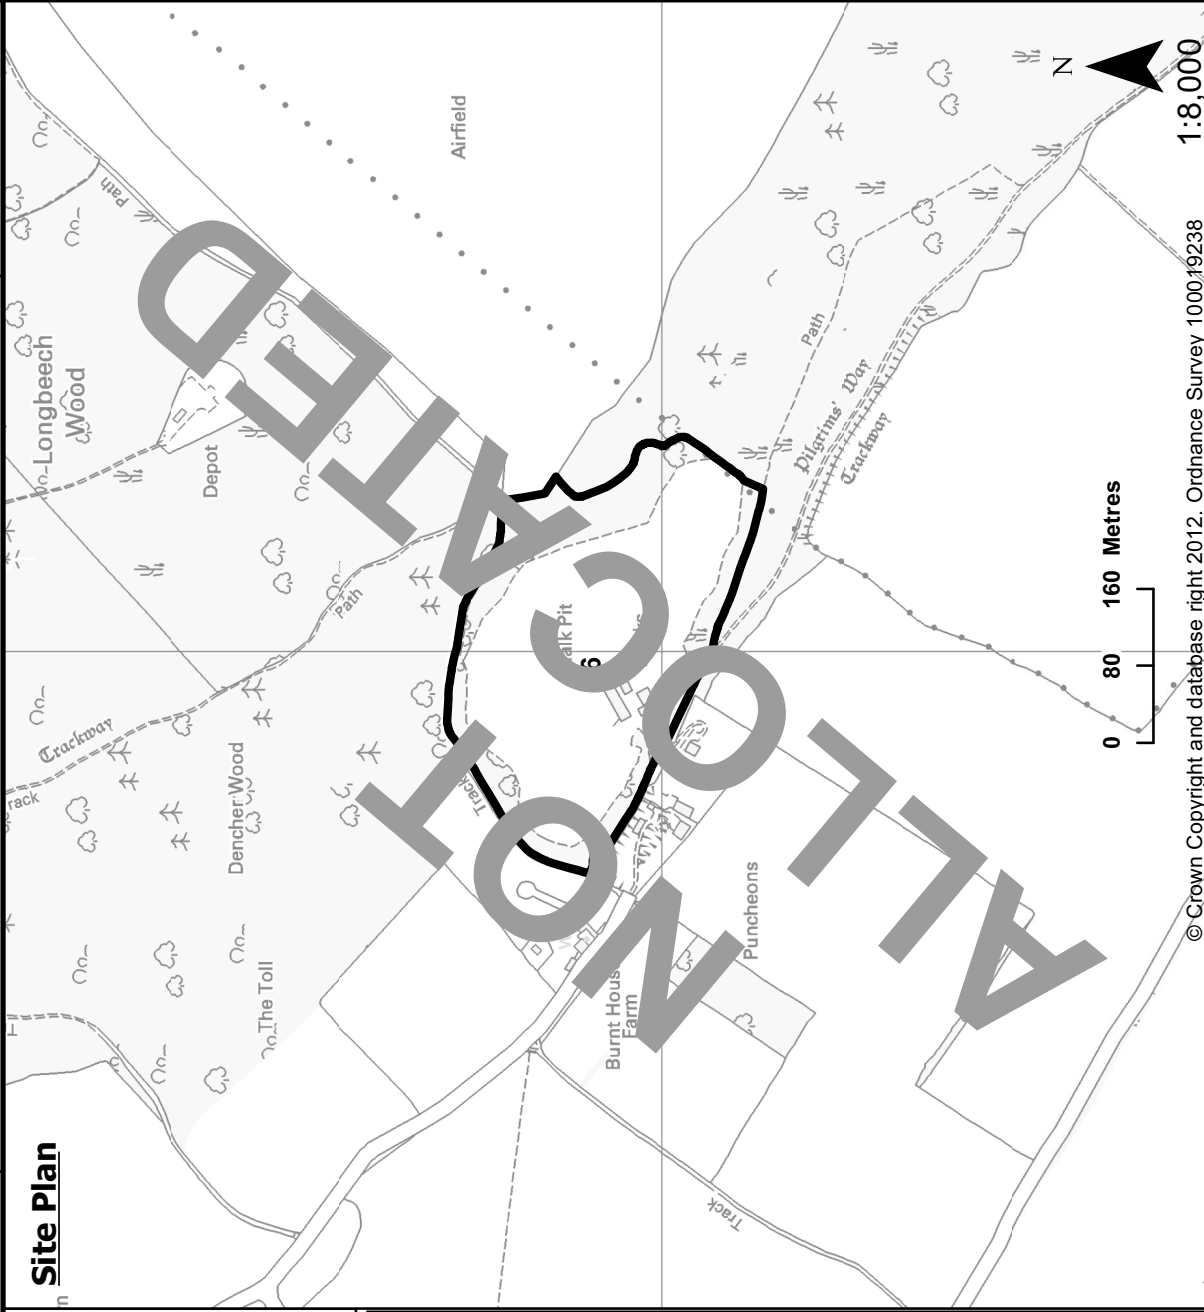 Site Plan
Longbeech
Wood
Path
Airfield
Depot
Path
Trackway
Dencher Wood
The Toll
Track
Burnt
Farm
Puncheons
Track
Path
Pilgrims' Way
Trackway
NOT
ALLOCATED
N
0 80 160 Metres
1:8,000
© Crown Copyright and database right 2012. Ordnance Survey 100019238